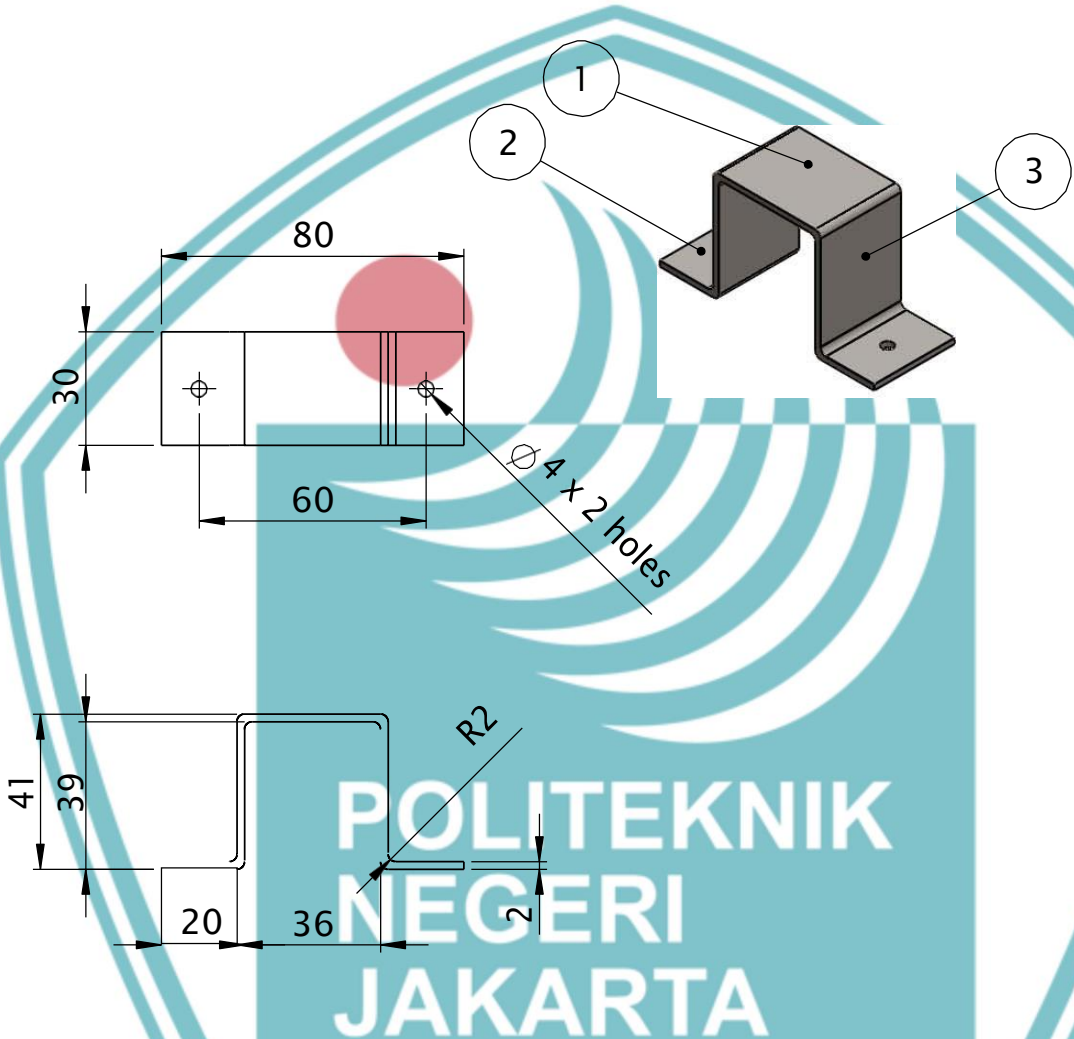 1
2
3
80
30
60
∅ 4 x 2 holes
41
39
R2
20
36
2
POLITEKNIK
NEGERI
JAKARTA